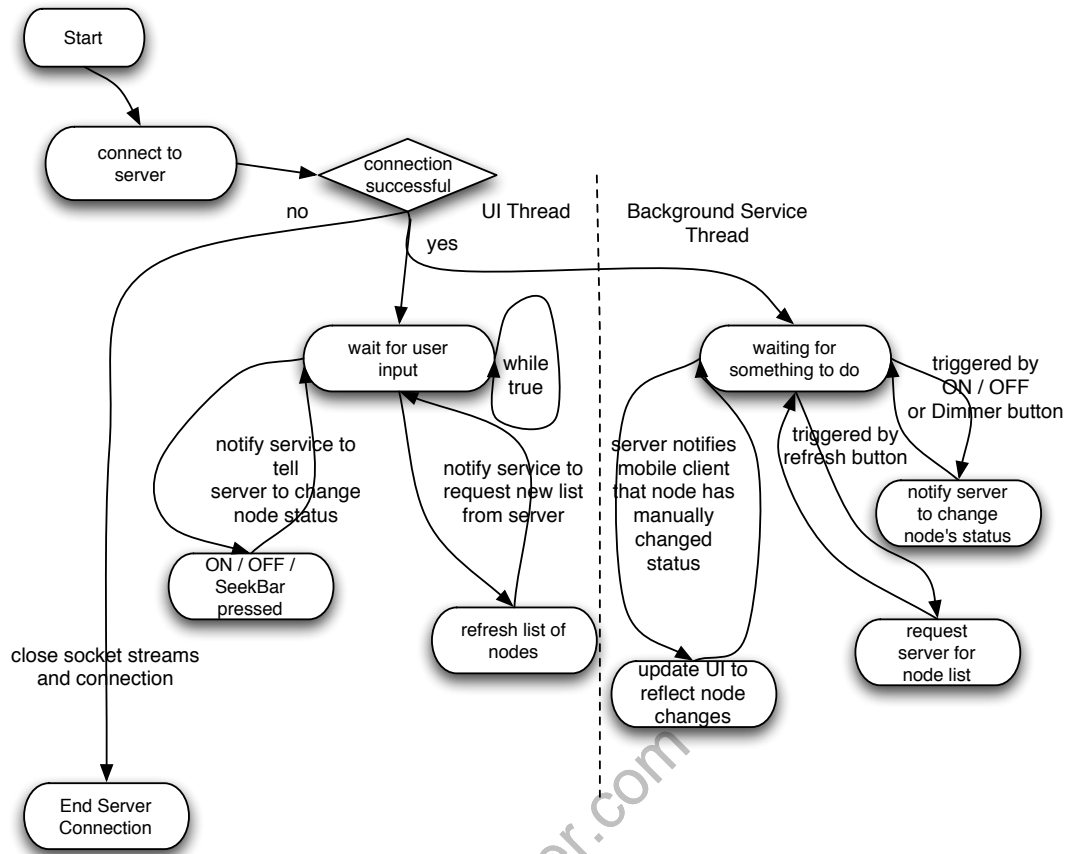 Start
connect to
server
connection
successful
no
yes
UI Thread
Background Service
Thread
wait for user
input
while
true
waiting for
something to do
triggered by
ON / OFF
or Dimmer button
notify service to
tell
server to change
node status
notify service to
request new list
from server
server notifies
mobile client
that node has
manually
changed
status
triggered by
refresh button
notify server
to change
node's status
ON / OFF /
SeekBar
pressed
refresh list of
nodes
request
server for
node list
close socket streams
and connection
update UI to
reflect node
changes
End Server
Connection
er.com